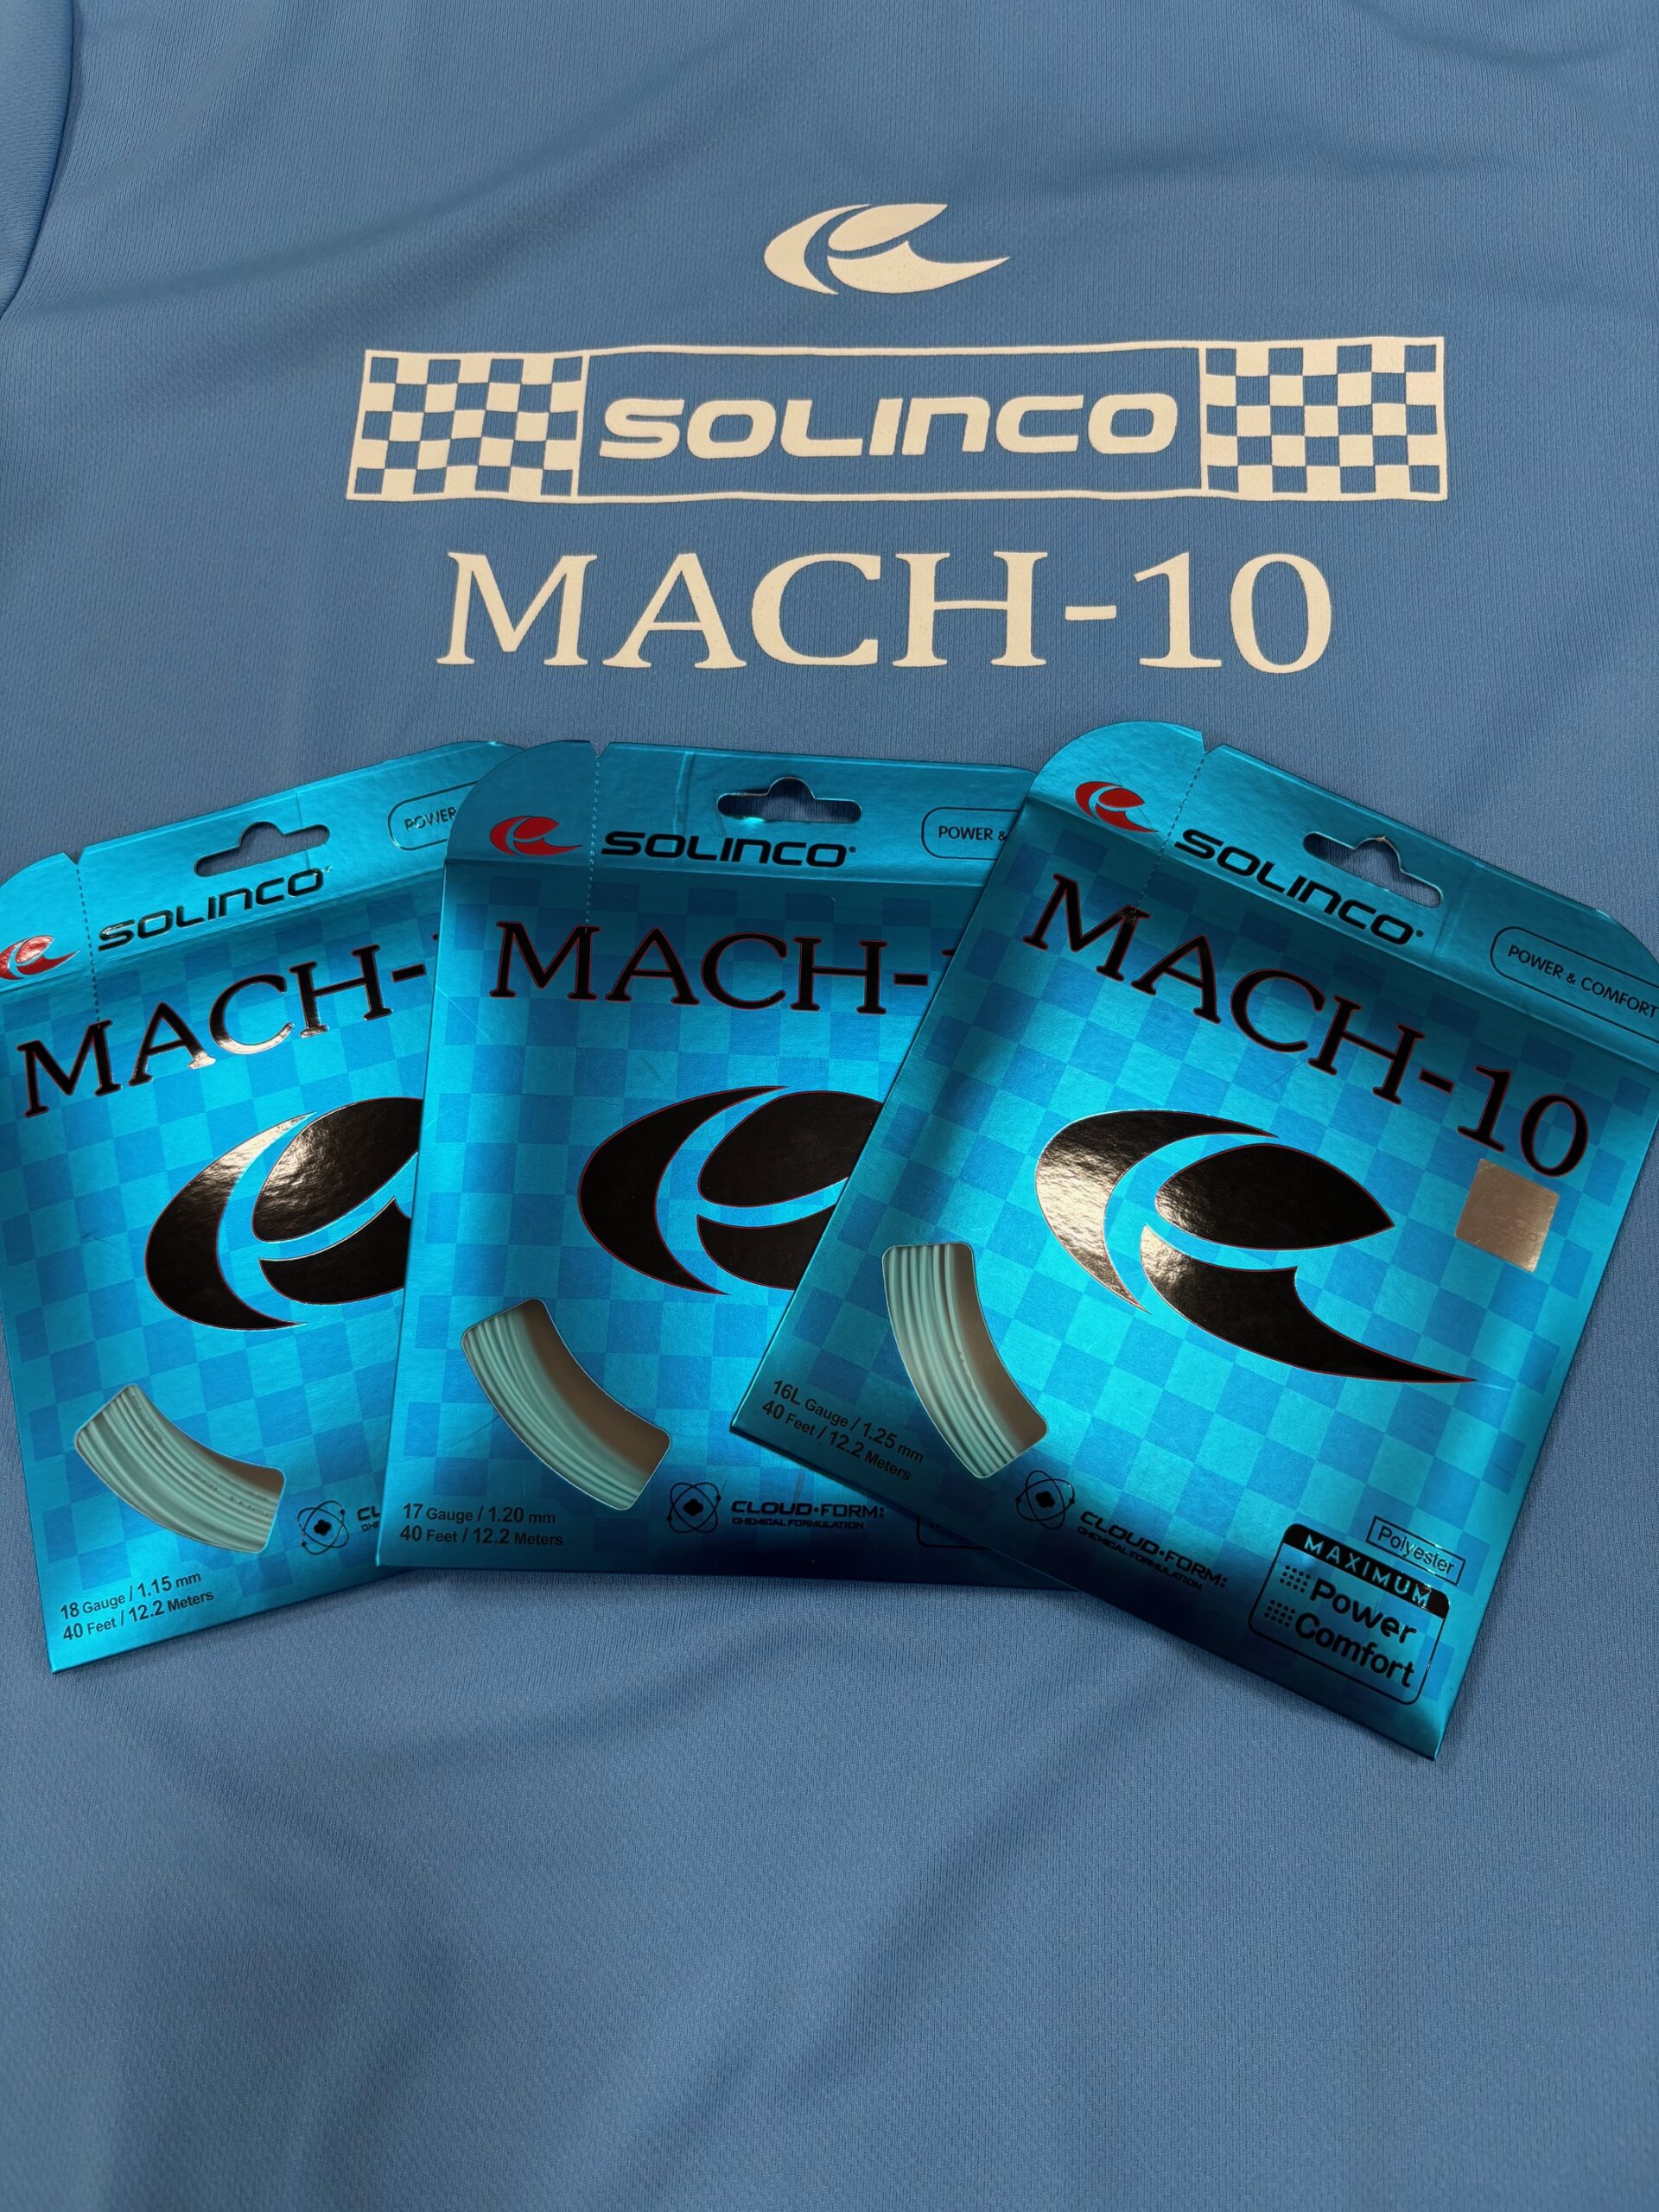 SOLINCO
MACH-10
POWER
SOLINCO
MACH-
CL
18 Gauge / 1.15 mm
40 Feet / 12.2 Meters
POWER &
SOLINCO
MACH-1
CLOUD•FORM:
CHEMICAL FORMULATION
17 Gauge / 1.20 mm
40 Feet / 12.2 Meters
SOLINCO
POWER & COMFORT
MACH-10
16L Gauge / 1.25 mm
40 Feet / 12.2 Meters
CLOUD•FORM:
CHEMICAL FORMULATION
Polyester
MAXIMUM
Power
Comfort